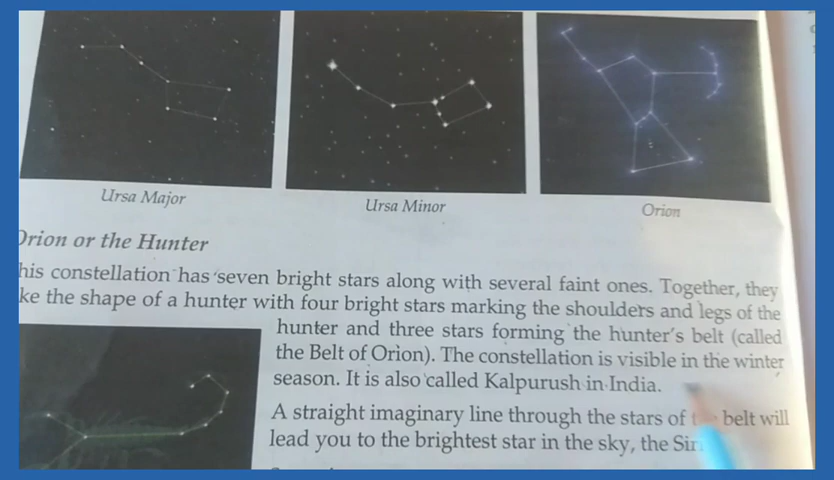 Ursa Major
Ursa Minor
Orion
Orion or the Hunter
his constellation has seven bright stars along with several faint ones. Together, they
ke the shape of a hunter with four bright stars marking the shoulders and legs of the
hunter and three stars forming the hunter's belt (called
the Belt of Orion). The constellation is visible in the winter
season. It is also called Kalpurush in India.
A straight imaginary line through the stars of belt will
lead you to the brightest star in the sky, the Siri